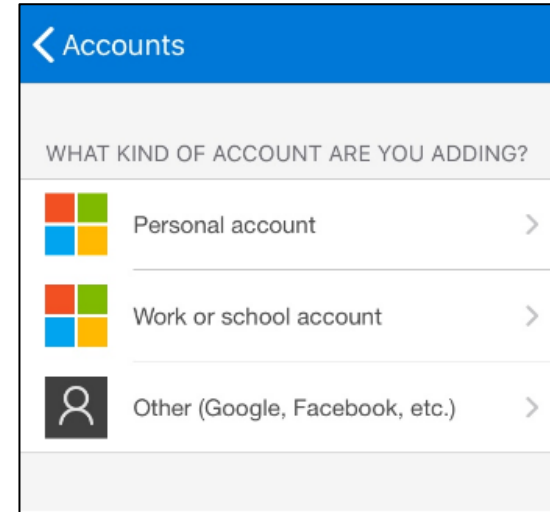 Accounts
WHAT KIND OF ACCOUNT ARE YOU ADDING?
Personal account
Work or school account
Other (Google, Facebook, etc.)